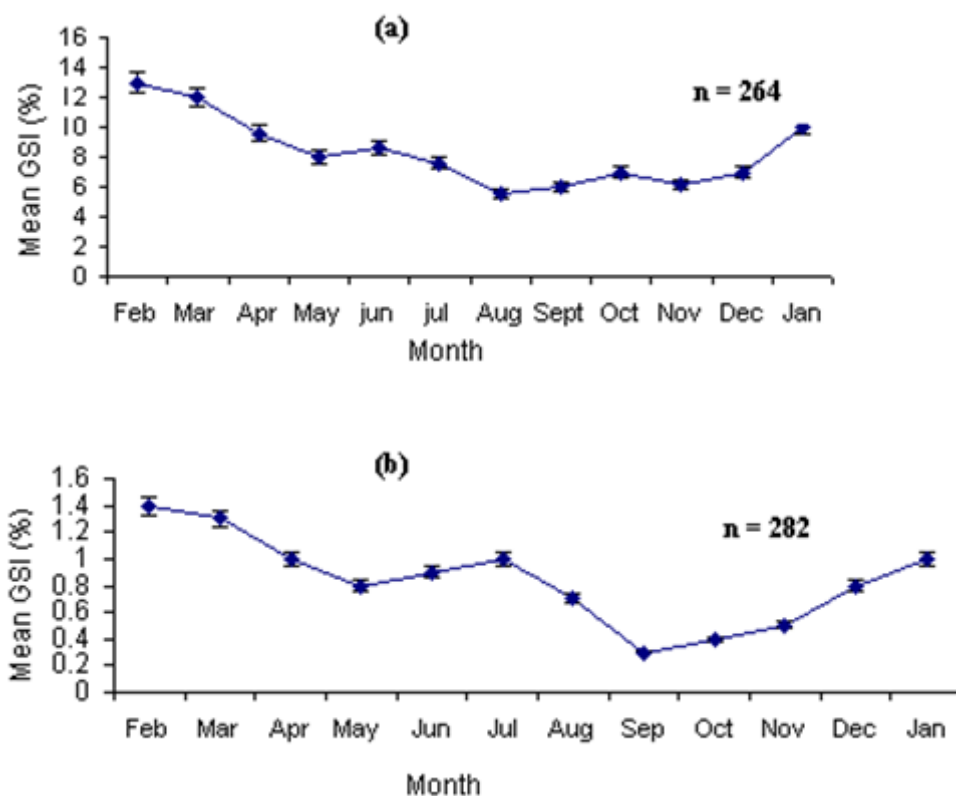 (a)
n = 264
Mean GSI (%)
16
14
12
10
8
6
4
2
0
Feb Mar Apr May jun jul Aug Sept Oct Nov Dec Jan
Month
(b)
n = 282
Mean GSI (%)
1.6
1.4
1.2
1
0.8
0.6
0.4
0.2
0
Feb Mar Apr May Jun Jul Aug Sep Oct Nov Dec Jan
Month